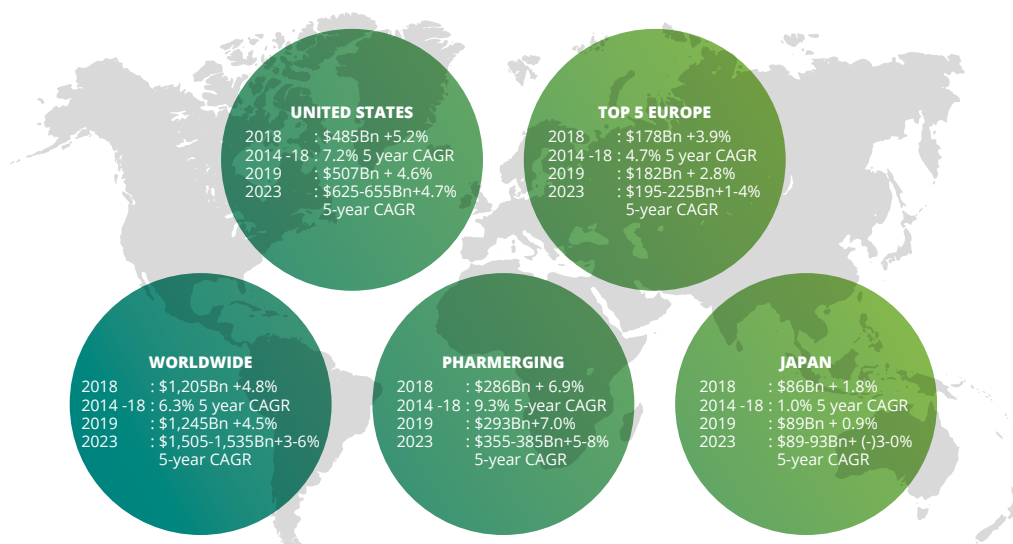 UNITED STATES
2018 : $485Bn +5.2%
2014 -18 : 7.2% 5 year CAGR
2019 : $507Bn + 4.6%
2023 : $625-655Bn+4.7%
5-year CAGR
TOP 5 EUROPE
2018 : $178Bn +3.9%
2014 -18 : 4.7% 5 year CAGR
2019 : $182Bn + 2.8%
2023 : $195-225Bn+1-4%
5-year CAGR
WORLDWIDE
2018 : $1,205Bn +4.8%
2014 -18 : 6.3% 5 year CAGR
2019 : $1,245Bn +4.5%
2023 : $1,505-1,535Bn+3-6%
5-year CAGR
PHARMERGING
2018 : $286Bn + 6.9%
2014 -18 : 9.3% 5-year CAGR
2019 : $293Bn+7.0%
2023 : $355-385Bn+5-8%
5-year CAGR
JAPAN
2018 : $86Bn + 1.8%
2014 -18 : 1.0% 5 year CAGR
2019 : $89Bn + 0.9%
2023 : $89-93Bn+ (-)3-0%
5-year CAGR